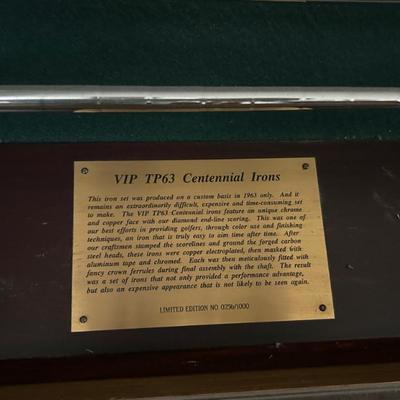 VIP TP63 Centennial Irons
This iron set was produced on a custom basis in 1963 only. And it
remains an extraordinarily difficult, expensive and time-consuming set
to make. The VIP TP63 Centennial irons feature an unique chrome
and copper face with our diamond end-line scoring. This was one of
our best efforts in providing golfers, through color use and finishing
techniques, an iron that is truly easy to aim time after time. After
our craftsmen stamped the scorelines and ground the forged carbon
steel heads, these irons were copper electroplated, then masked with
aluminum tape and chromed. Each was then meticulously fitted with
fancy crown ferrules during final assembly with the shaft. The result
was a set of irons that not only provided a performance advantage,
but also an expensive appearance that is not likely to be seen again.
LIMITED EDITION NO. 0256/1000